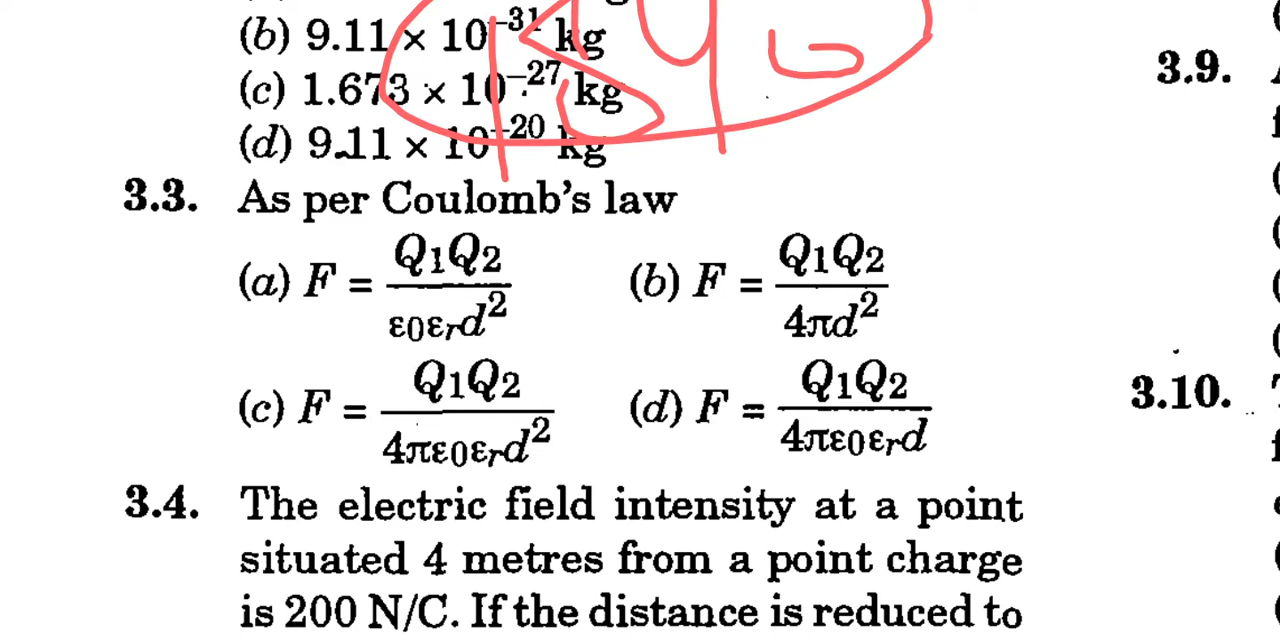 (b) 9.11 × 10⁻³¹ kg
(c) 1.673 × 10⁻²⁷ kg
(d) 9.11 × 10⁻²⁰ kg
3.3. As per Coulomb's law
(a) F = Q₁Q₂ / ε₀εᵣd² (b) F = Q₁Q₂ / 4πd²
(c) F = Q₁Q₂ / 4πε₀εᵣd² (d) F = Q₁Q₂ / 4πε₀εᵣd
3.4. The electric field intensity at a point
situated 4 metres from a point charge
is 200 N/C. If the distance is reduced to
3.9.
3.10.